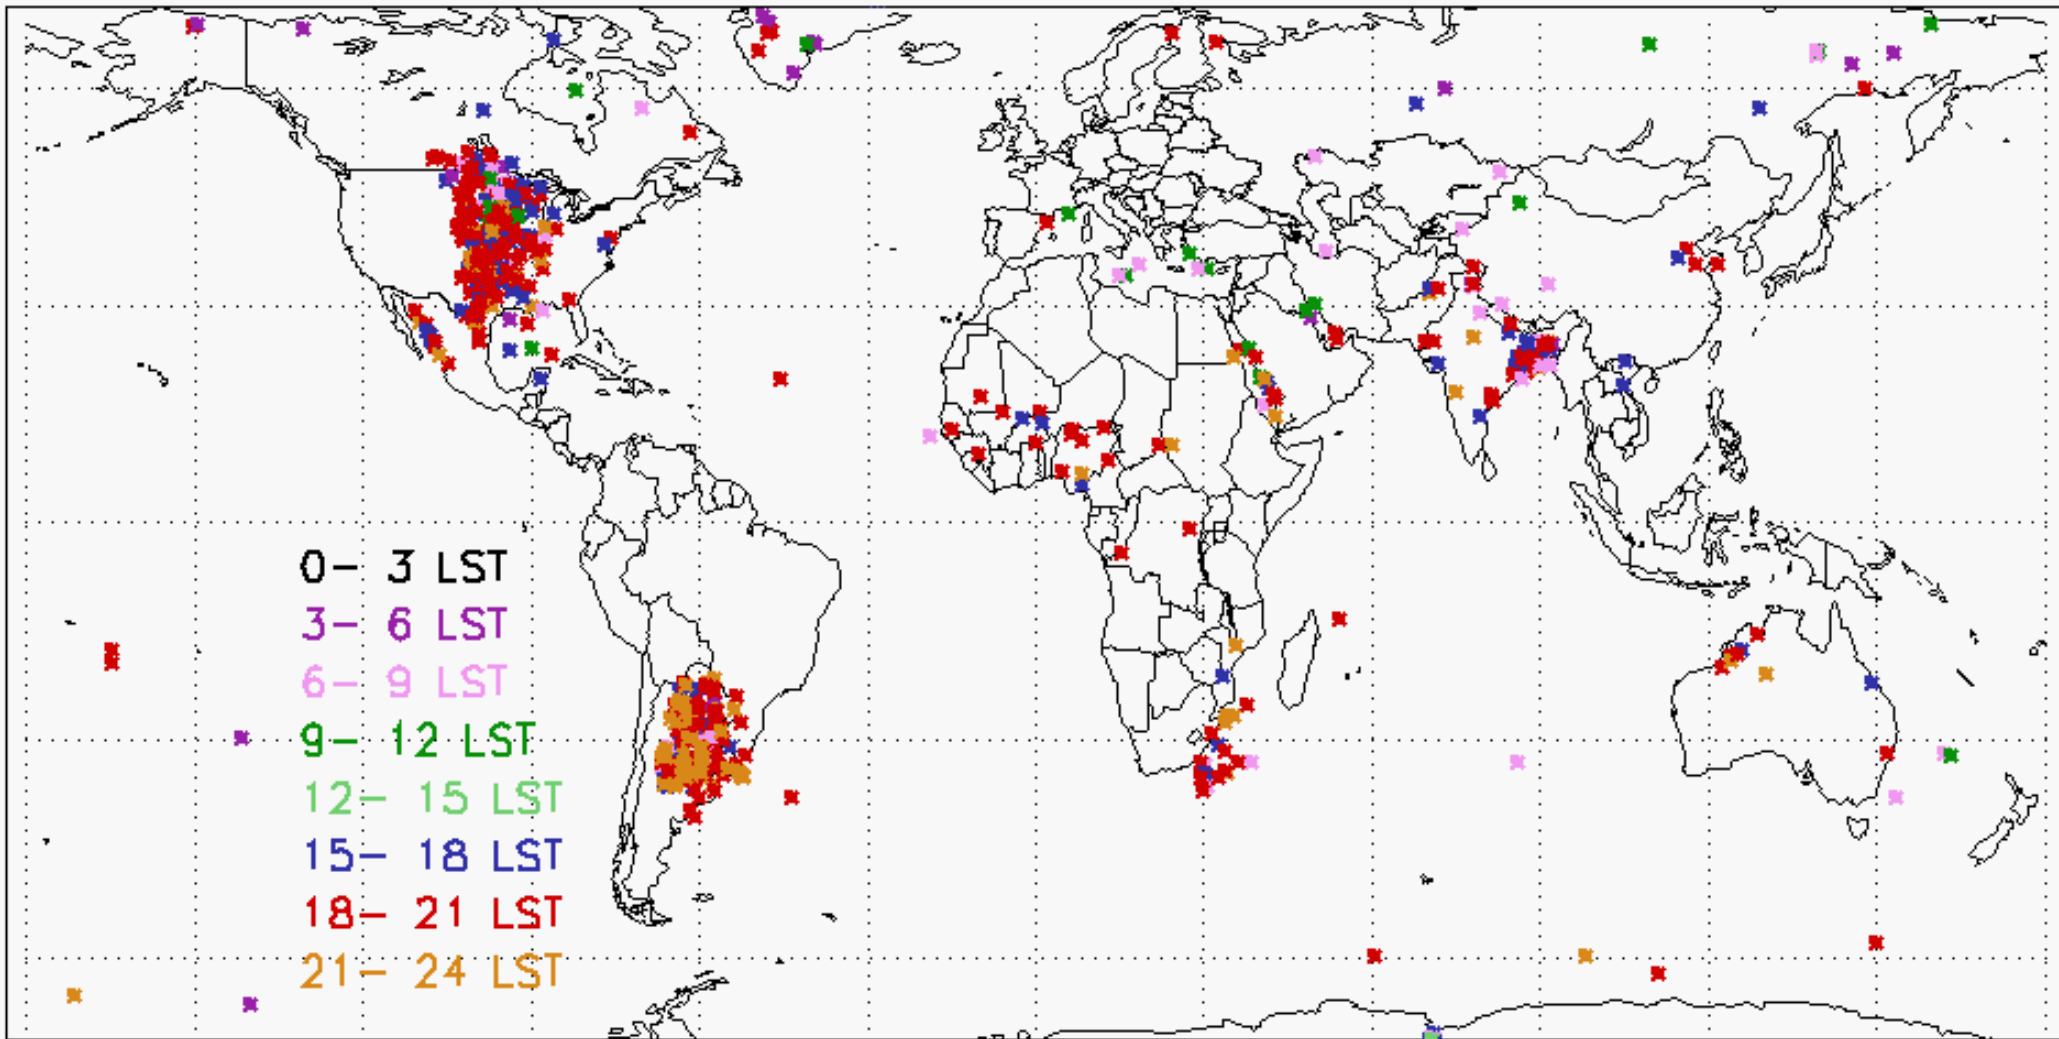 0- 3 LST
3- 6 LST
6- 9 LST
9- 12 LST
12- 15 LST
15- 18 LST
18- 21 LST
21- 24 LST